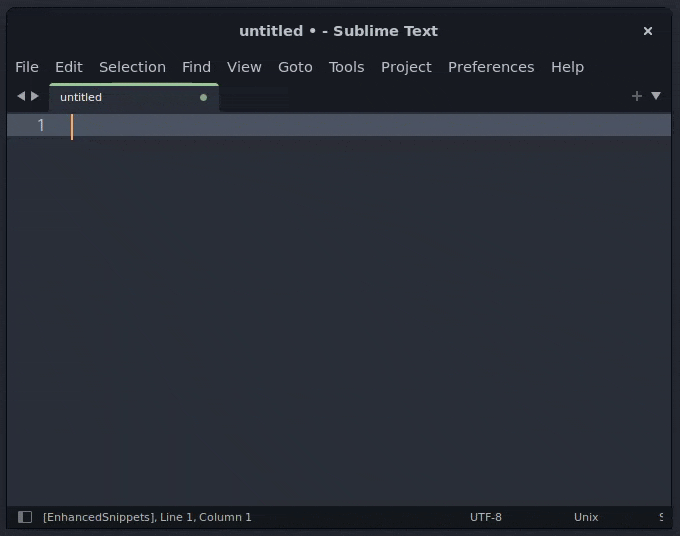 untitled • - Sublime Text
File Edit Selection Find View Goto Tools Project Preferences Help
untitled
1
[EnhancedSnippets], Line 1, Column 1 UTF-8 Unix